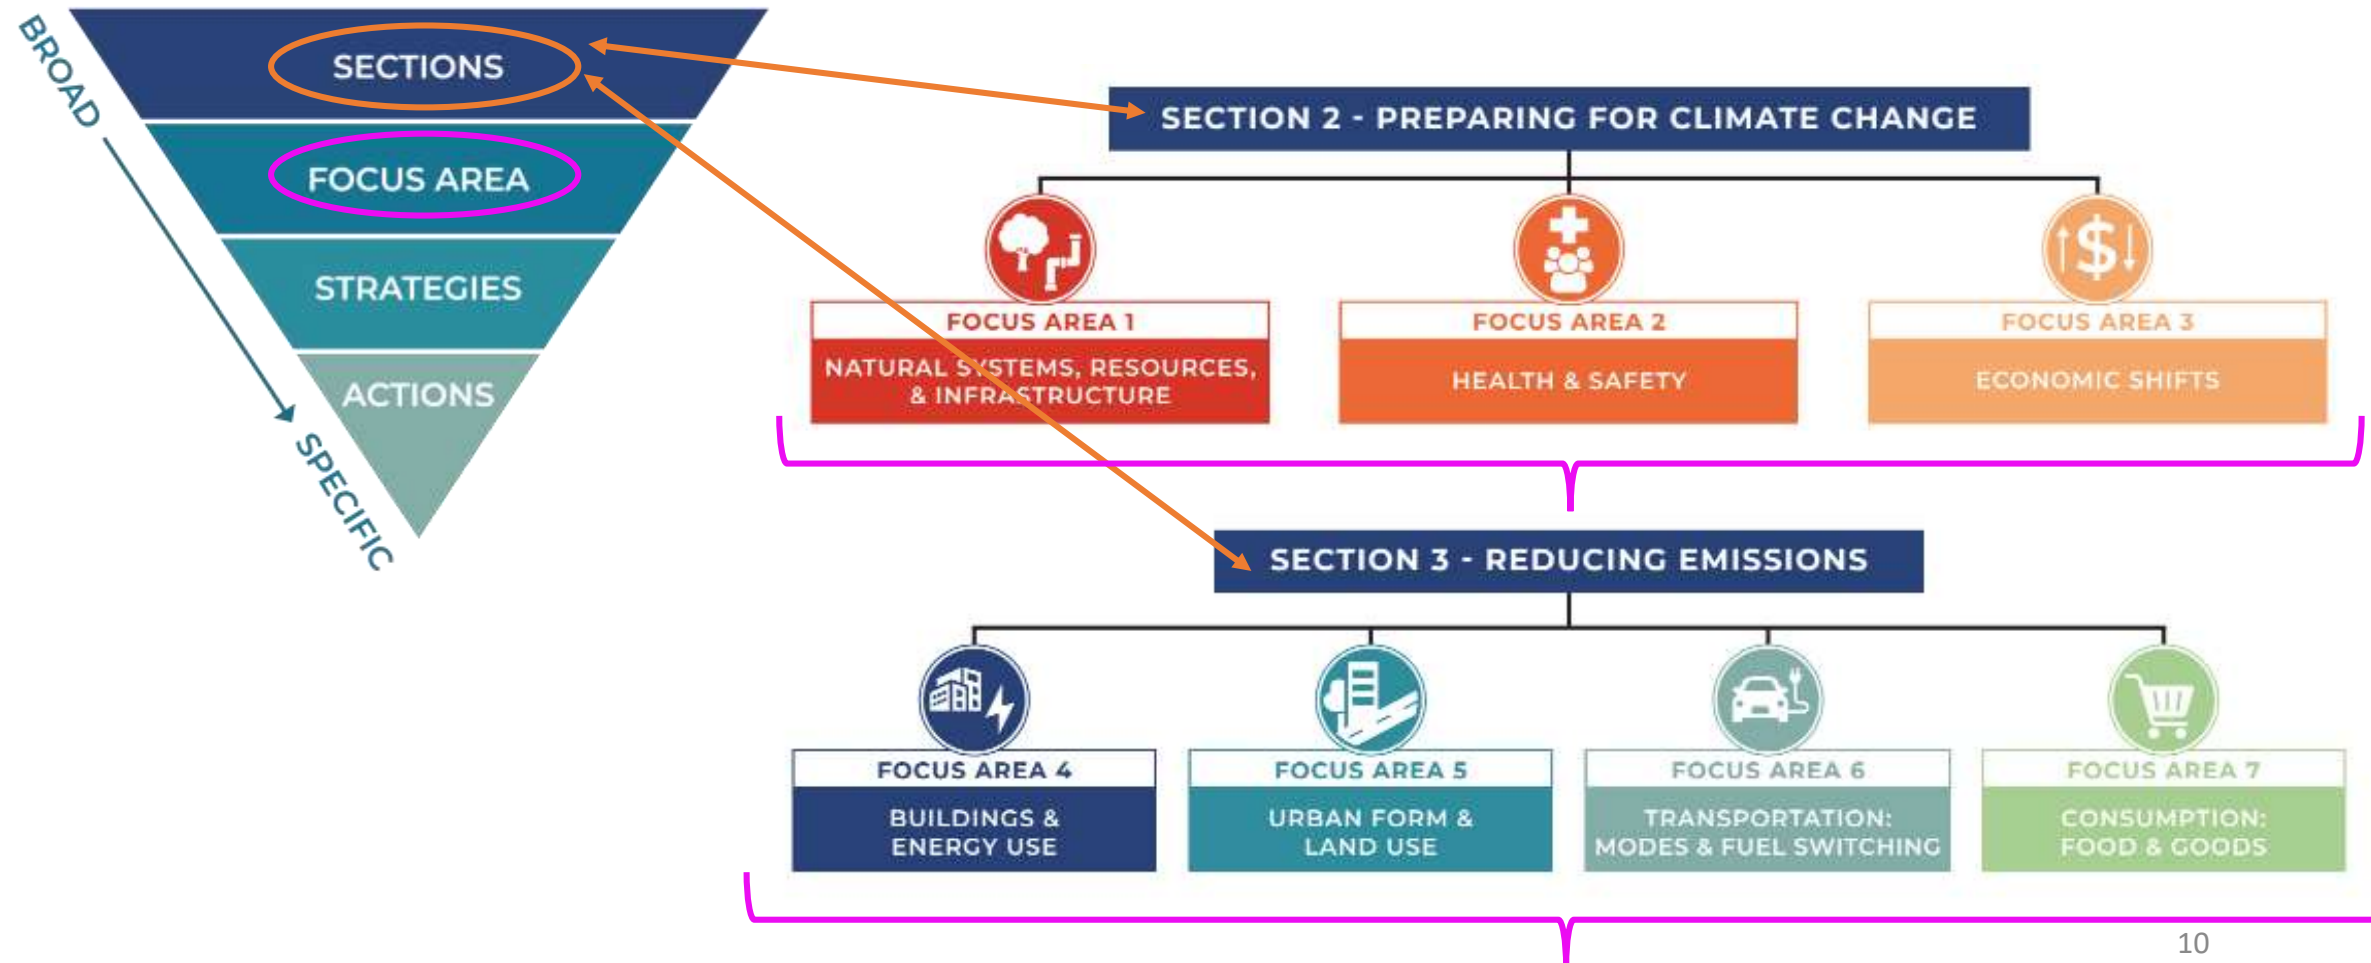 BROAD
SPECIFIC
SECTIONS
FOCUS AREA
STRATEGIES
ACTIONS
SECTION 2 - PREPARING FOR CLIMATE CHANGE
FOCUS AREA 1
NATURAL SYSTEMS, RESOURCES,
& INFRASTRUCTURE
FOCUS AREA 2
HEALTH & SAFETY
FOCUS AREA 3
ECONOMIC SHIFTS
SECTION 3 - REDUCING EMISSIONS
FOCUS AREA 4
BUILDINGS &
ENERGY USE
FOCUS AREA 5
URBAN FORM &
LAND USE
FOCUS AREA 6
TRANSPORTATION:
MODES & FUEL SWITCHING
FOCUS AREA 7
CONSUMPTION:
FOOD & GOODS
10